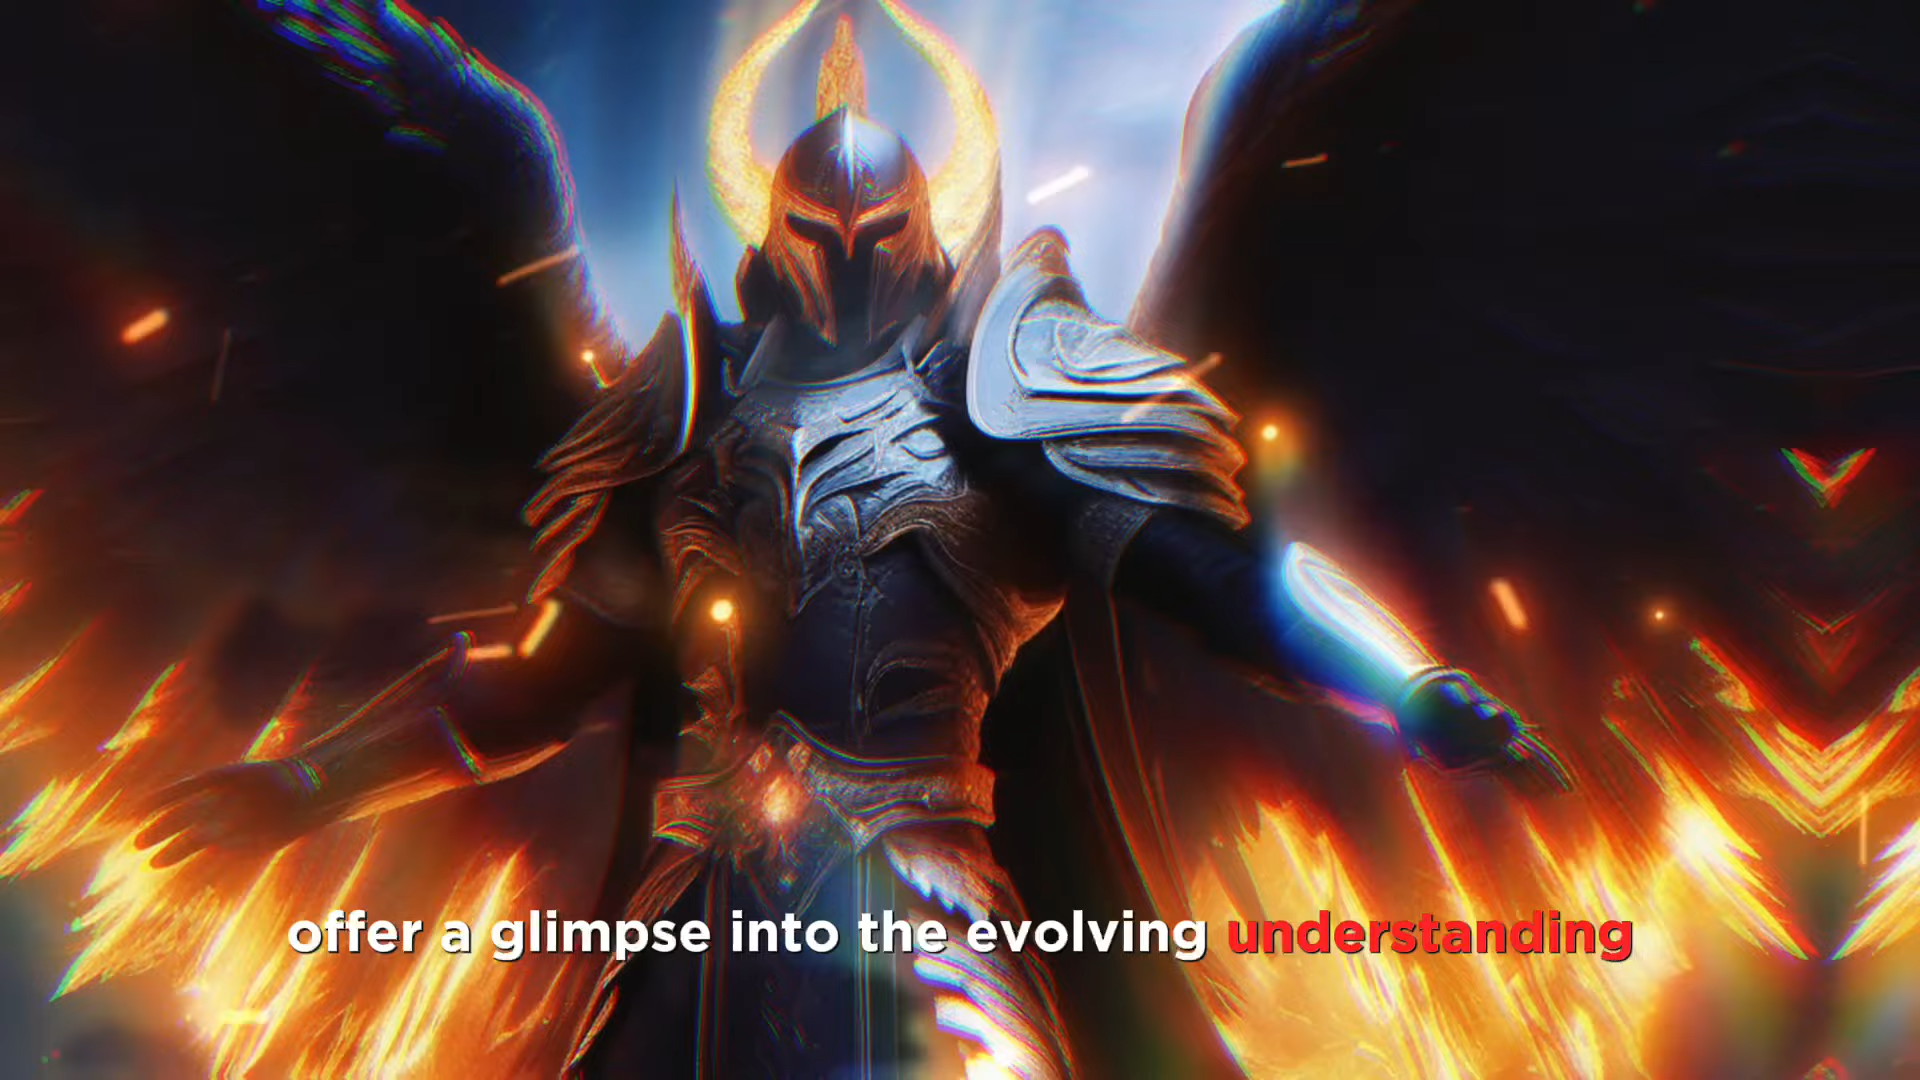 offer a glimpse into the evolving understanding